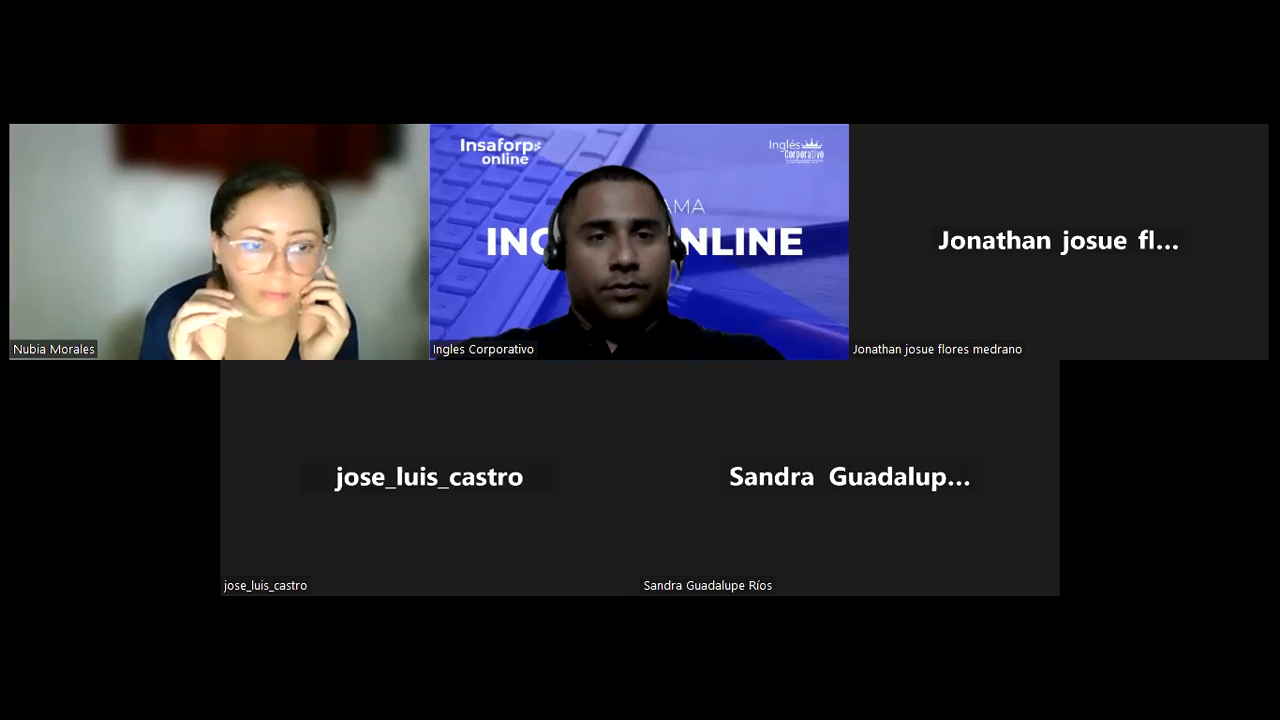 Insaforp
online
Inglés
Corporativo
AMA
ING NLINE
Jonathan josue fl...
Nubia Morales
Ingles Corporativo
Jonathan josue flores medrano
jose_luis_castro
Sandra Guadalup...
jose_luis_castro
Sandra Guadalupe Ríos